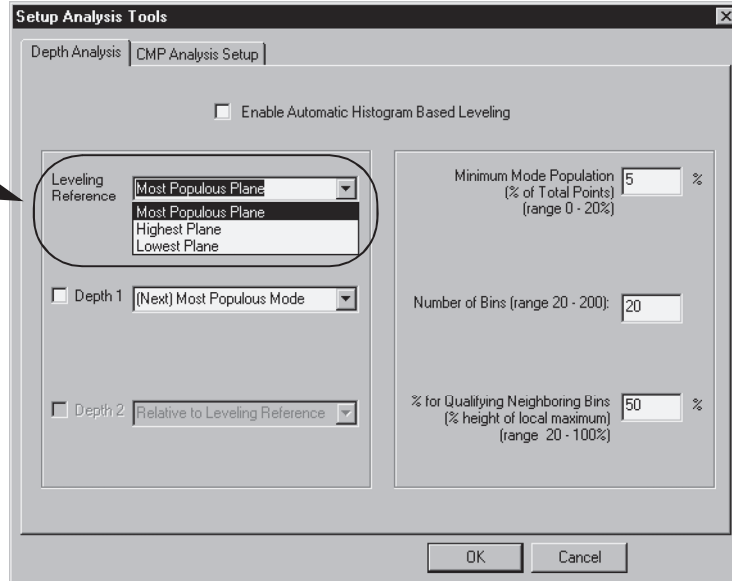 Setup Analysis Tools
Depth Analysis
CMP Analysis Setup
Enable Automatic Histogram Based Leveling
Leveling
Reference
Most Populous Plane
Most Populous Plane
Highest Plane
Lowest Plane
Depth 1
(Next) Most Populous Mode
Depth 2
Relative to Leveling Reference
Minimum Mode Population
(% of Total Points)
(range 0 - 20%)
5
%
Number of Bins (range 20 - 200):
20
% for Qualifying Neighboring Bins
(% height of local maximum)
(range 20 - 100%)
50
%
OK
Cancel